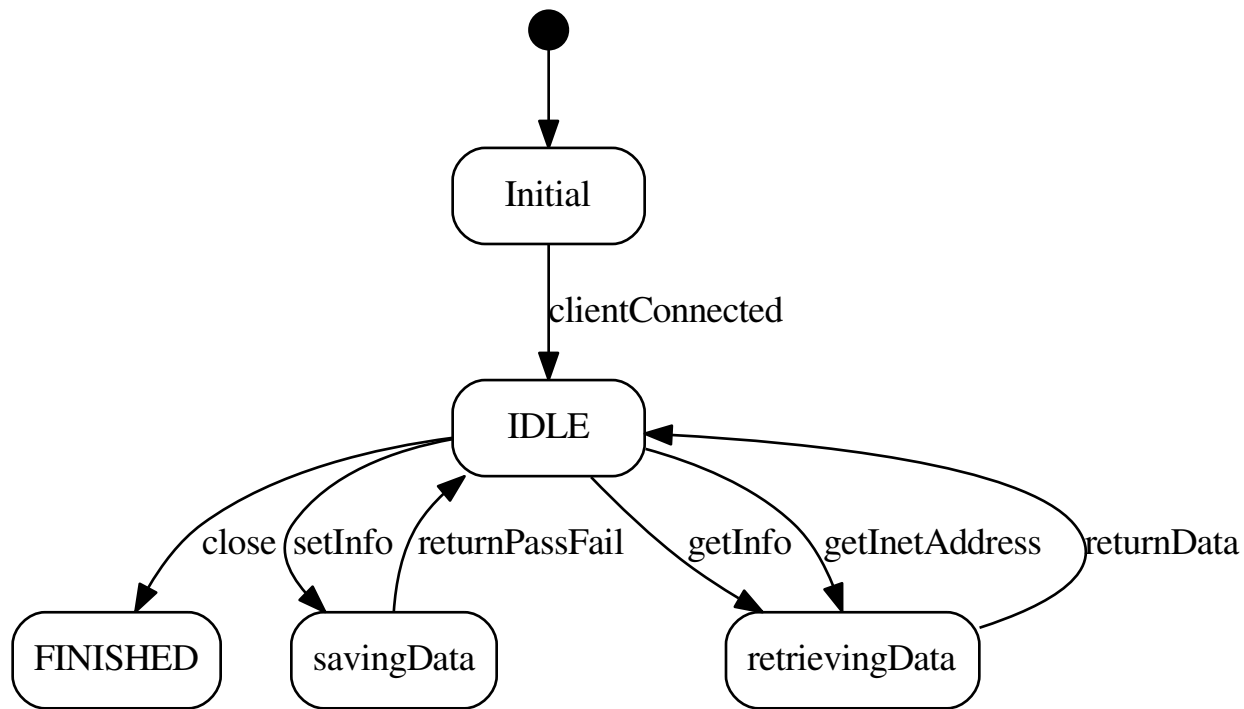 Initial
clientConnected
IDLE
close
setInfo
returnPassFail
getInfo
getInetAddress
returnData
FINISHED
savingData
retrievingData